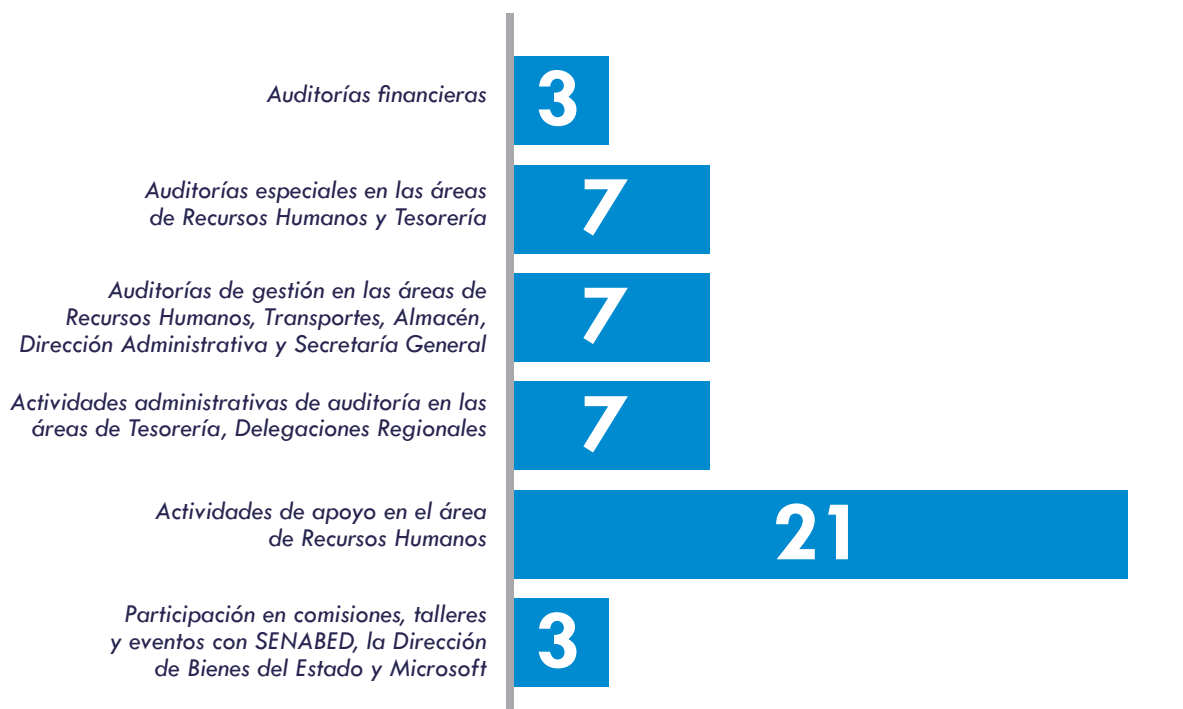 Auditorías financieras
3
Auditorías especiales en las áreas
de Recursos Humanos y Tesorería
7
Auditorías de gestión en las áreas de
Recursos Humanos, Transportes, Almacén,
Dirección Administrativa y Secretaría General
7
Actividades administrativas de auditoría en las
áreas de Tesorería, Delegaciones Regionales
7
Actividades de apoyo en el área
de Recursos Humanos
21
Participación en comisiones, talleres
y eventos con SENABED, la Dirección
de Bienes del Estado y Microsoft
3